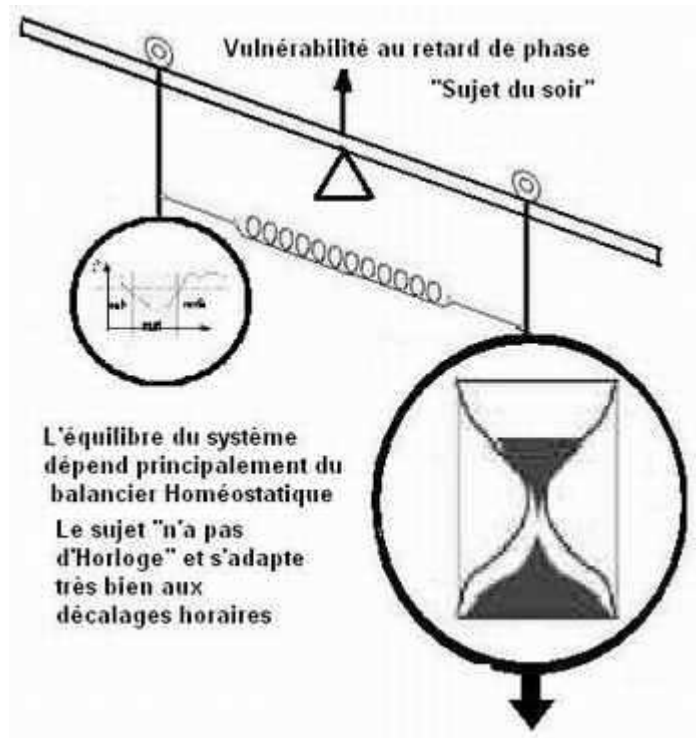 Vulnérabilité au retard de phase
"Sujet du soir"
L'équilibre du système
dépend principalement du
balancier Homéostatique
Le sujet "n'a pas
d'Horloge" et s'adapte
très bien aux
décalages horaires